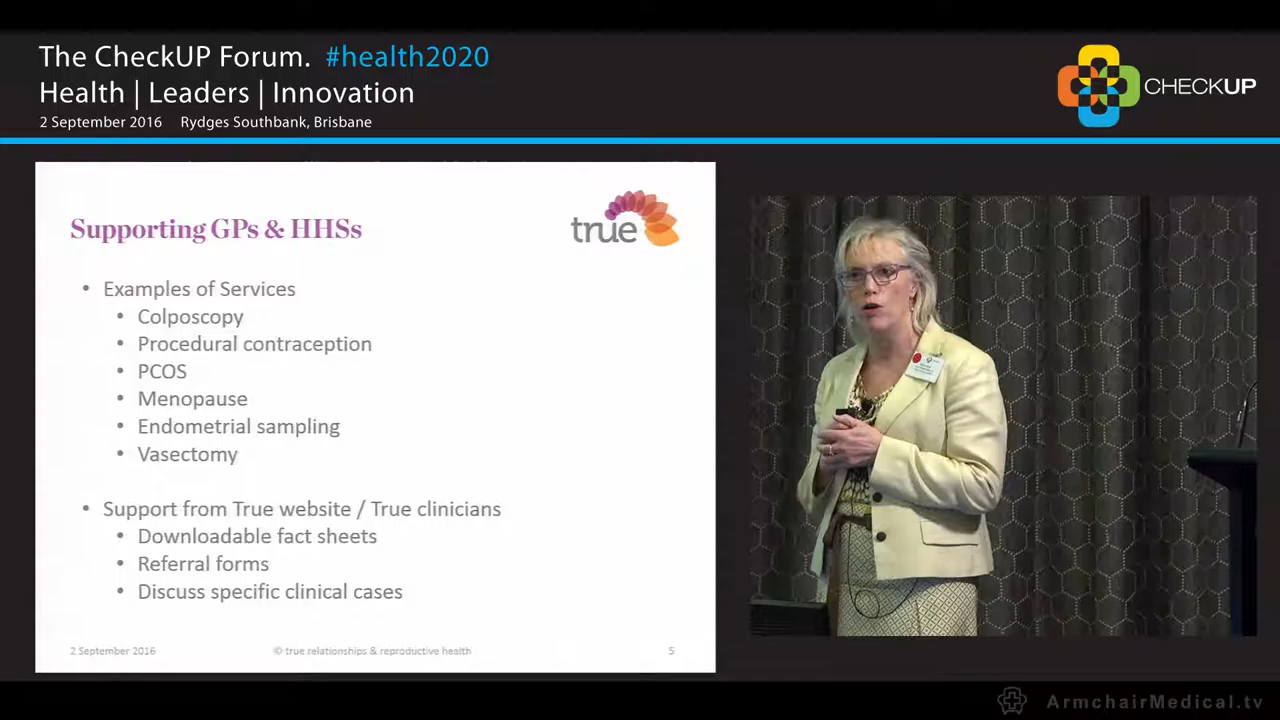 The CheckUP Forum. #health2020
Health | Leaders | Innovation
2 September 2016 Rydges Southbank, Brisbane
CHECKUP
Supporting GPs & HHSs
true
• Examples of Services
• Colposcopy
• Procedural contraception
• PCOS
• Menopause
• Endometrial sampling
• Vasectomy
• Support from True website / True clinicians
• Downloadable fact sheets
• Referral forms
• Discuss specific clinical cases
2 September 2016 © true relationships & reproductive health 5
ArmchairMedical.tv